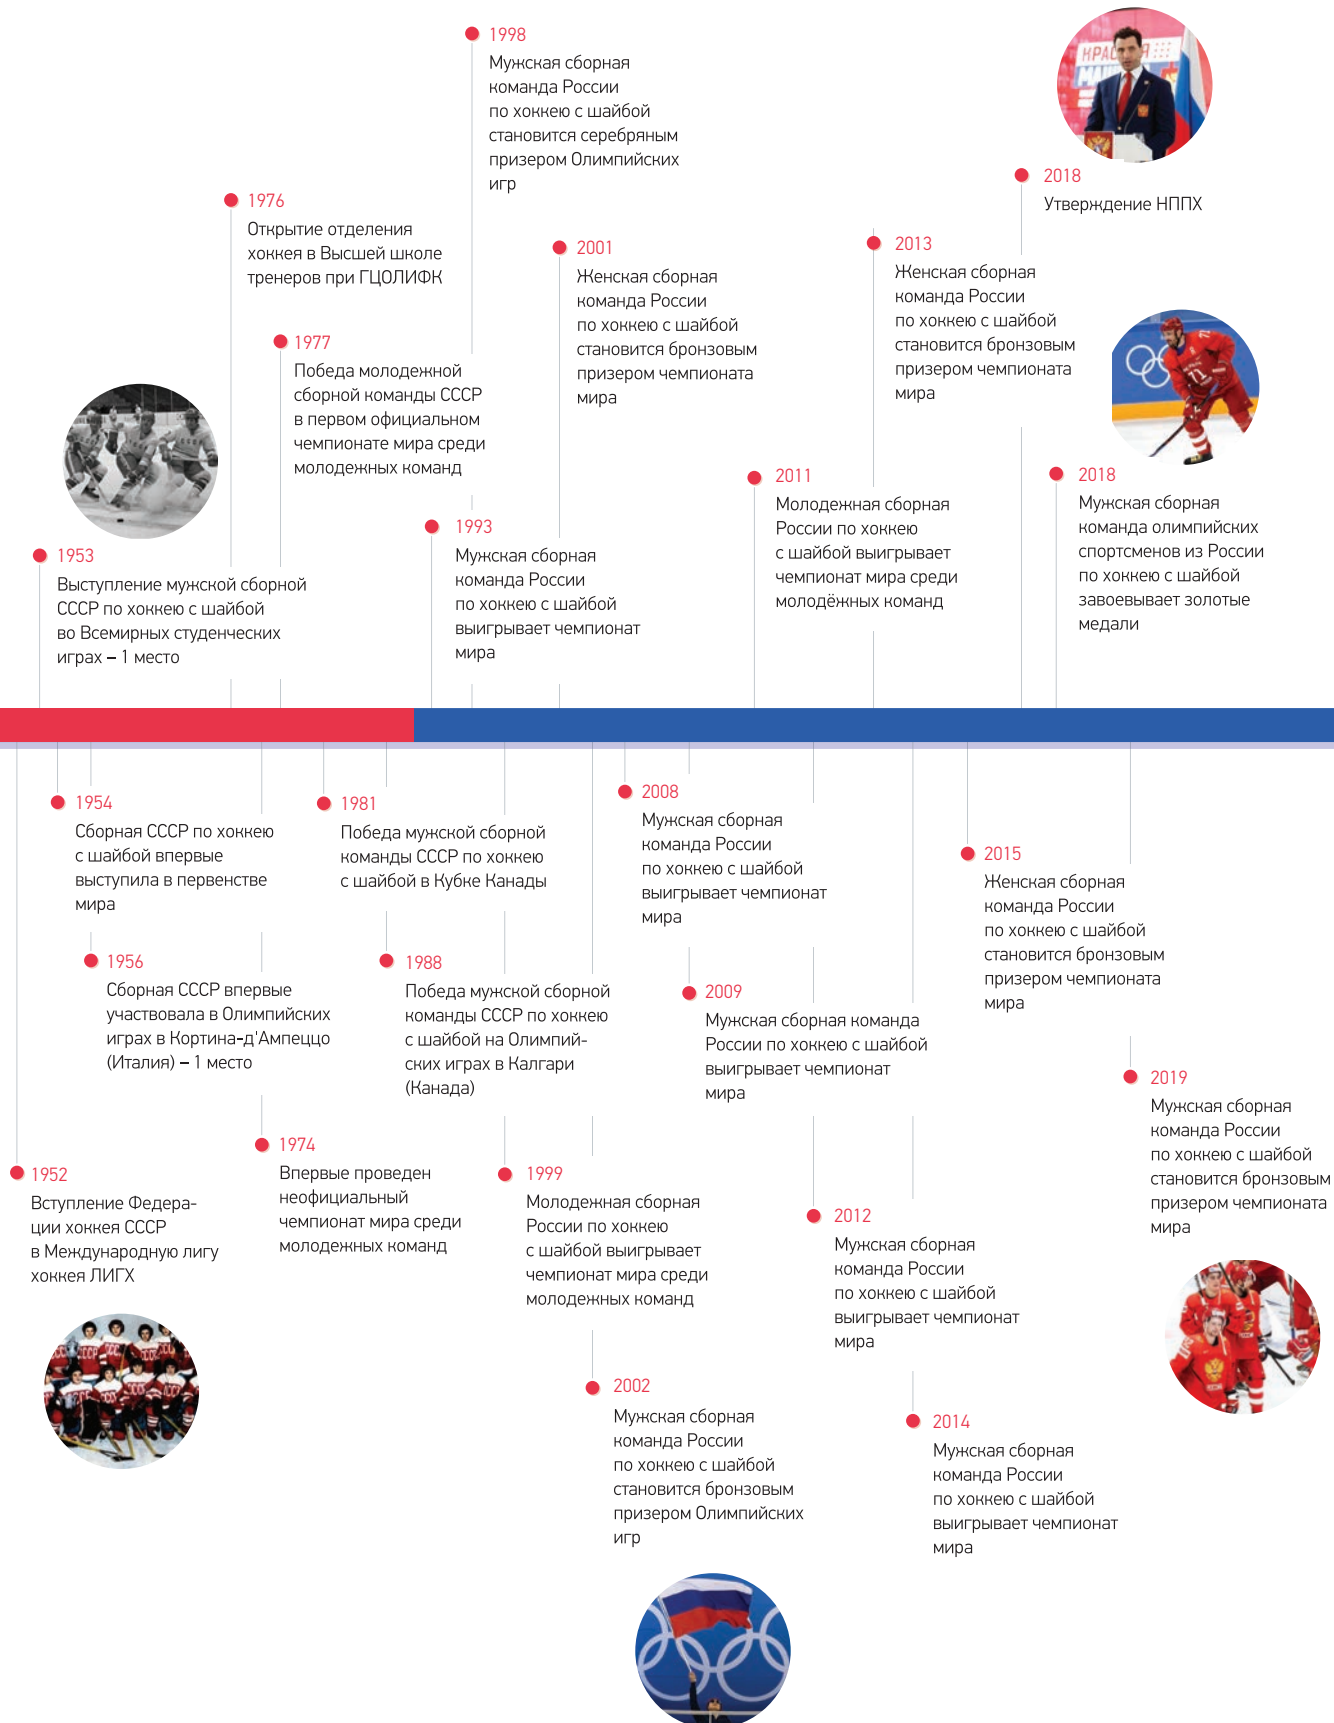 1998
Мужская сборная
команда России
по хоккею с шайбой
становится серебряным
призером Олимпийских
игр
КРАСНАЯ
2018
Утверждение НППХ
1976
Открытие отделения
хоккея в Высшей школе
тренеров при ГЦОЛИФК
2001
Женская сборная
команда России
по хоккею с шайбой
становится бронзовым
призером чемпионата
мира
2013
Женская сборная
команда России
по хоккею с шайбой
становится бронзовым
призером чемпионата
мира
1977
Победа молодежной
сборной команды СССР
в первом официальном
чемпионате мира среди
молодежных команд
71
2011
Молодежная сборная
России по хоккею
с шайбой выигрывает
чемпионат мира среди
молодёжных команд
2018
Мужская сборная
команда олимпийских
спортсменов из России
по хоккею с шайбой
завоевывает золотые
медали
1993
Мужская сборная
команда России
по хоккею с шайбой
выигрывает чемпионат
мира
1953
Выступление мужской сборной
СССР по хоккею с шайбой
во Всемирных студенческих
играх – 1 место
1954
Сборная СССР по хоккею
с шайбой впервые
выступила в первенстве
мира
1981
Победа мужской сборной
команды СССР по хоккею
с шайбой в Кубке Канады
2008
Мужская сборная
команда России
по хоккею с шайбой
выигрывает чемпионат
мира
2015
Женская сборная
команда России
по хоккею с шайбой
становится бронзовым
призером чемпионата
мира
1956
Сборная СССР впервые
участвовала в Олимпийских
играх в Кортина-д'Ампеццо
(Италия) – 1 место
1988
Победа мужской сборной
команды СССР по хоккею
с шайбой на Олимпий-
ских играх в Калгари
(Канада)
2009
Мужская сборная команда
России по хоккею с шайбой
выигрывает чемпионат
мира
2019
Мужская сборная
команда России
по хоккею с шайбой
становится бронзовым
призером чемпионата
мира
1952
Вступление Федера-
ции хоккея СССР
в Международную лигу
хоккея ЛИГХ
1974
Впервые проведен
неофициальный
чемпионат мира среди
молодежных команд
1999
Молодежная сборная
России по хоккею
с шайбой выигрывает
чемпионат мира среди
молодежных команд
2012
Мужская сборная
команда России
по хоккею с шайбой
выигрывает чемпионат
мира
2002
Мужская сборная
команда России
по хоккею с шайбой
становится бронзовым
призером Олимпийских
игр
2014
Мужская сборная
команда России
по хоккею с шайбой
выигрывает чемпионат
мира